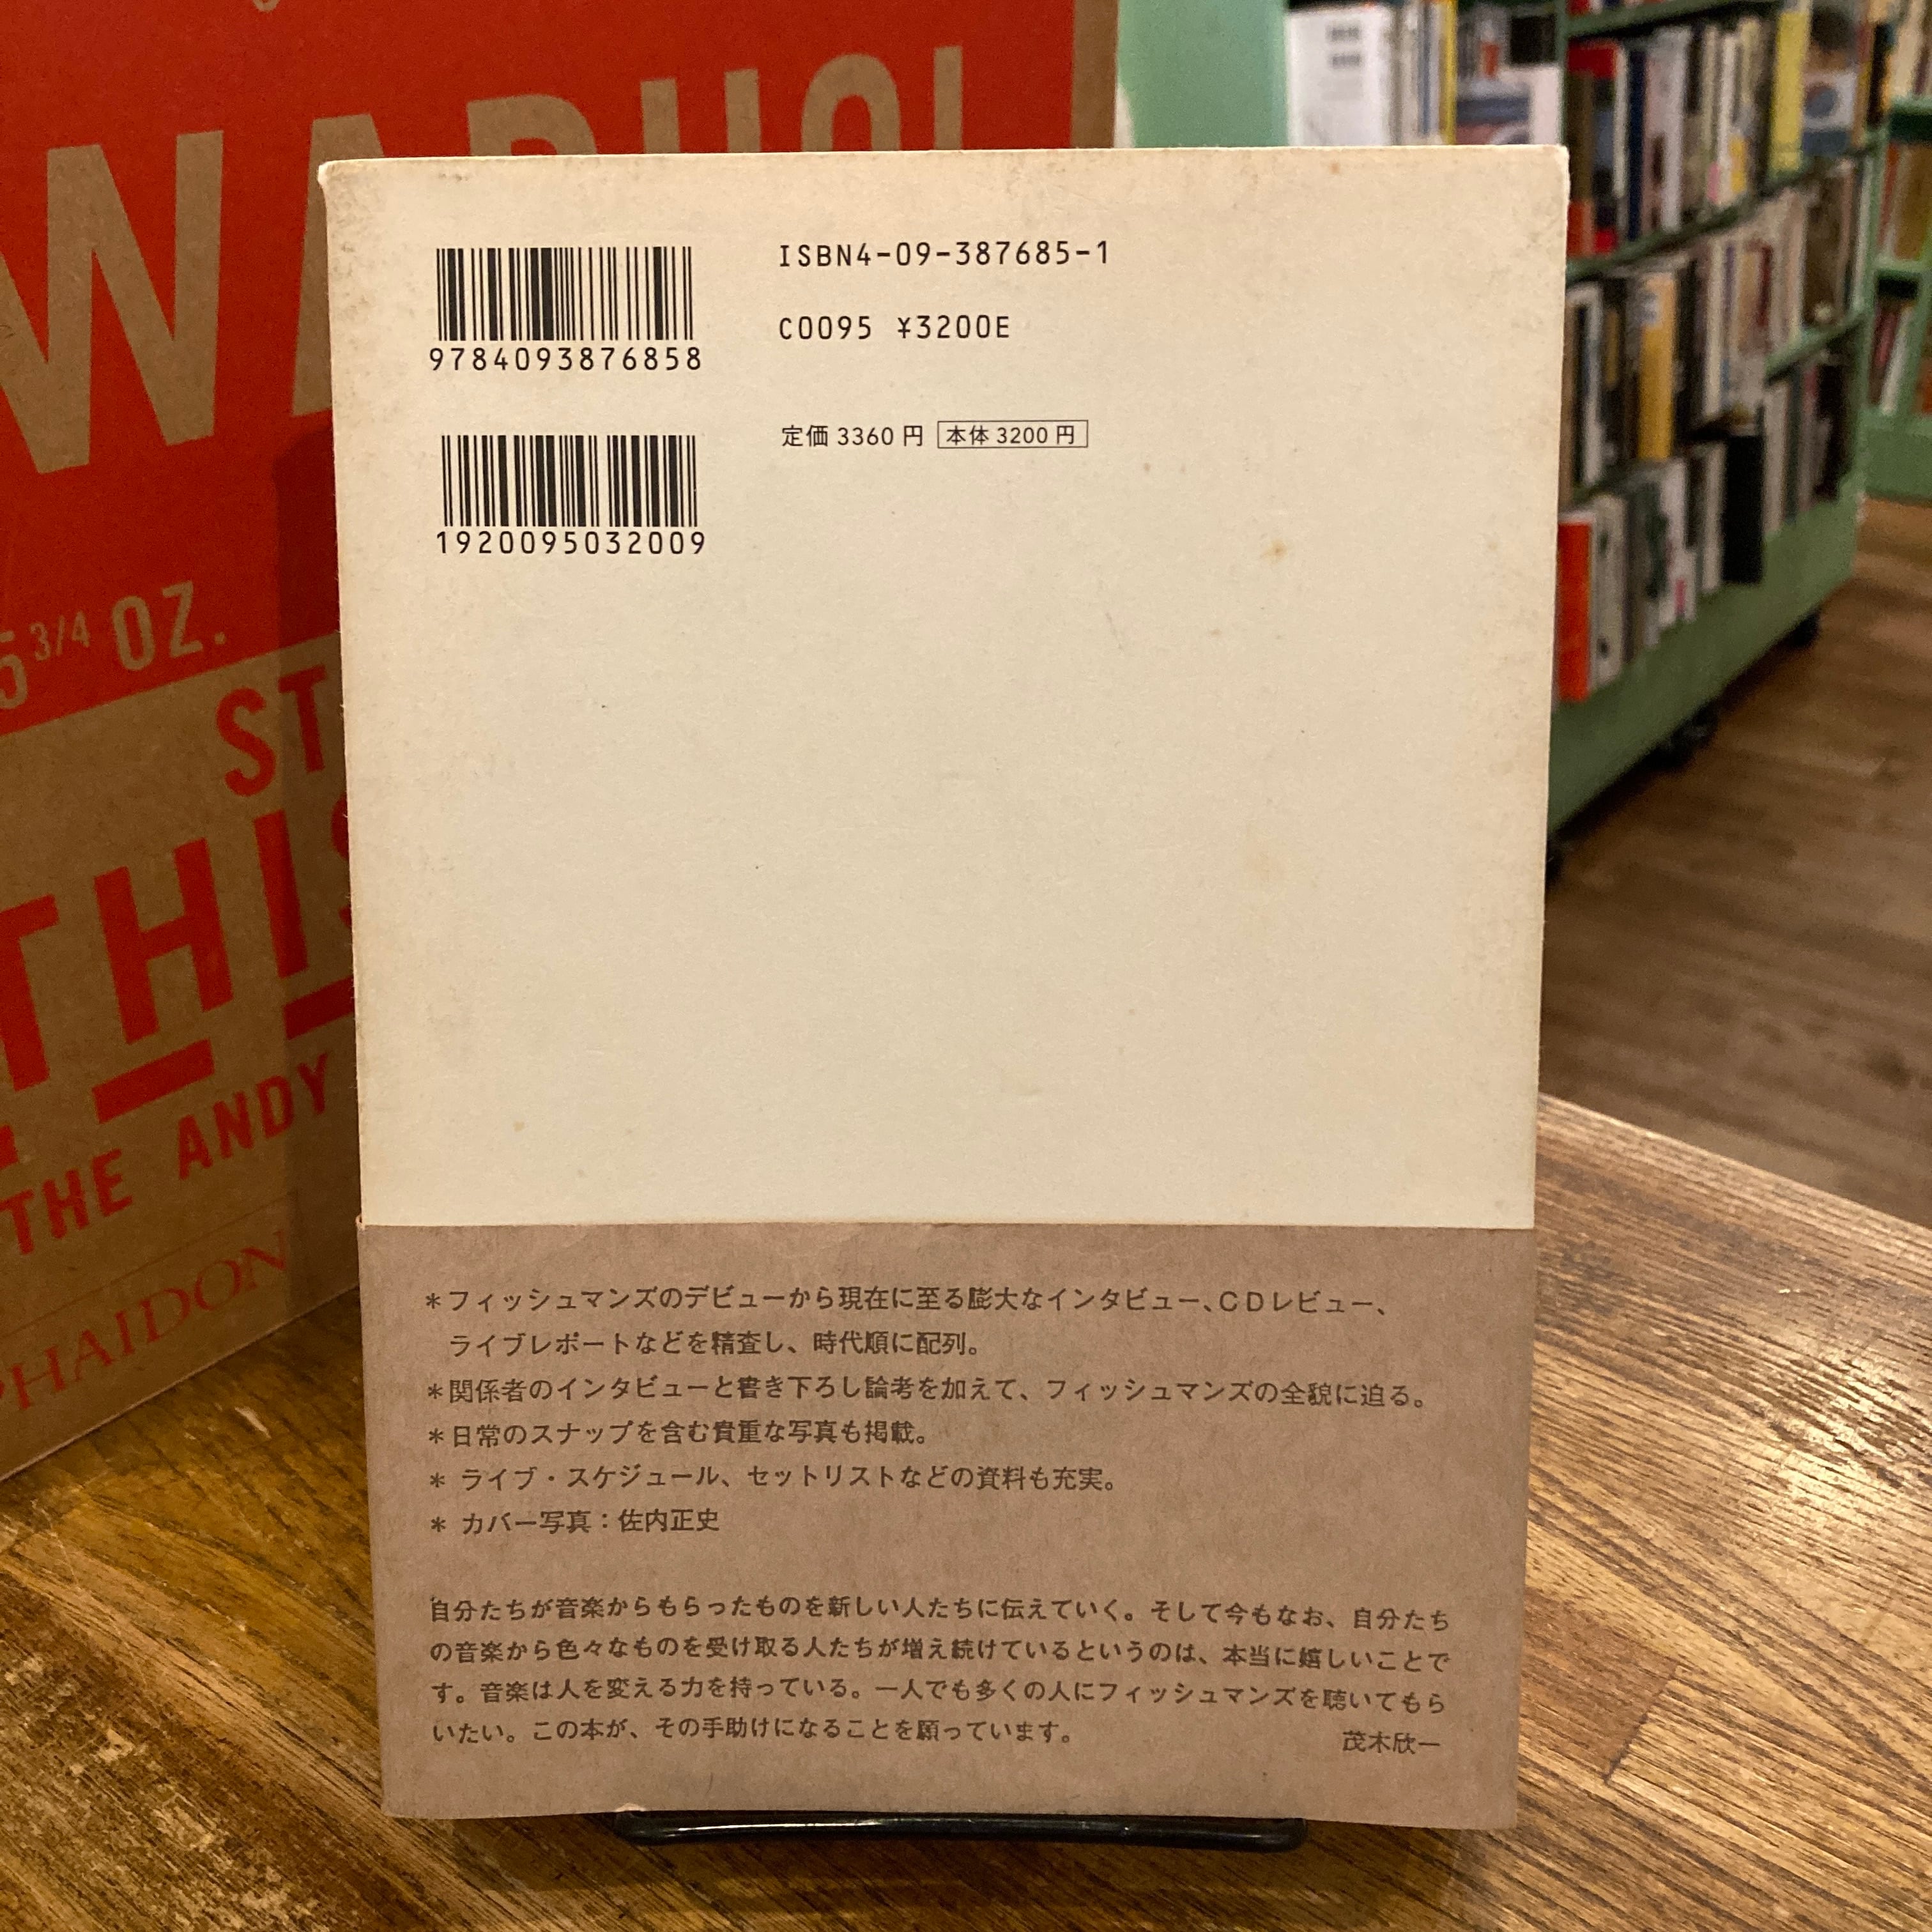 WARHOL
5 3/4 OZ.
ST
THIS
THE ANDY
PHAIDON
ISBN4-09-387685-1
C0095 ¥3200E
9784093876858
定価 3360 円 本体 3200 円
1920095032009
＊フィッシュマンズのデビューから現在に至る膨大なインタビュー、CDレビュー、
ライブレポートなどを精査し、時代順に配列。
＊関係者のインタビューと書き下ろし論考を加えて、フィッシュマンズの全貌に迫る。
＊日常のスナップを含む貴重な写真も掲載。
＊ ライブ・スケジュール、セットリストなどの資料も充実。
＊ カバー写真：佐内正史
自分たちが音楽からもらったものを新しい人たちに伝えていく。そして今もなお、自分たち
の音楽から色々なものを受け取る人たちが増え続けているというのは、本当に嬉しいことで
す。音楽は人を変える力を持っている。一人でも多くの人にフィッシュマンズを聴いてもら
いたい。この本が、その手助けになることを願っています。
茂木欣一